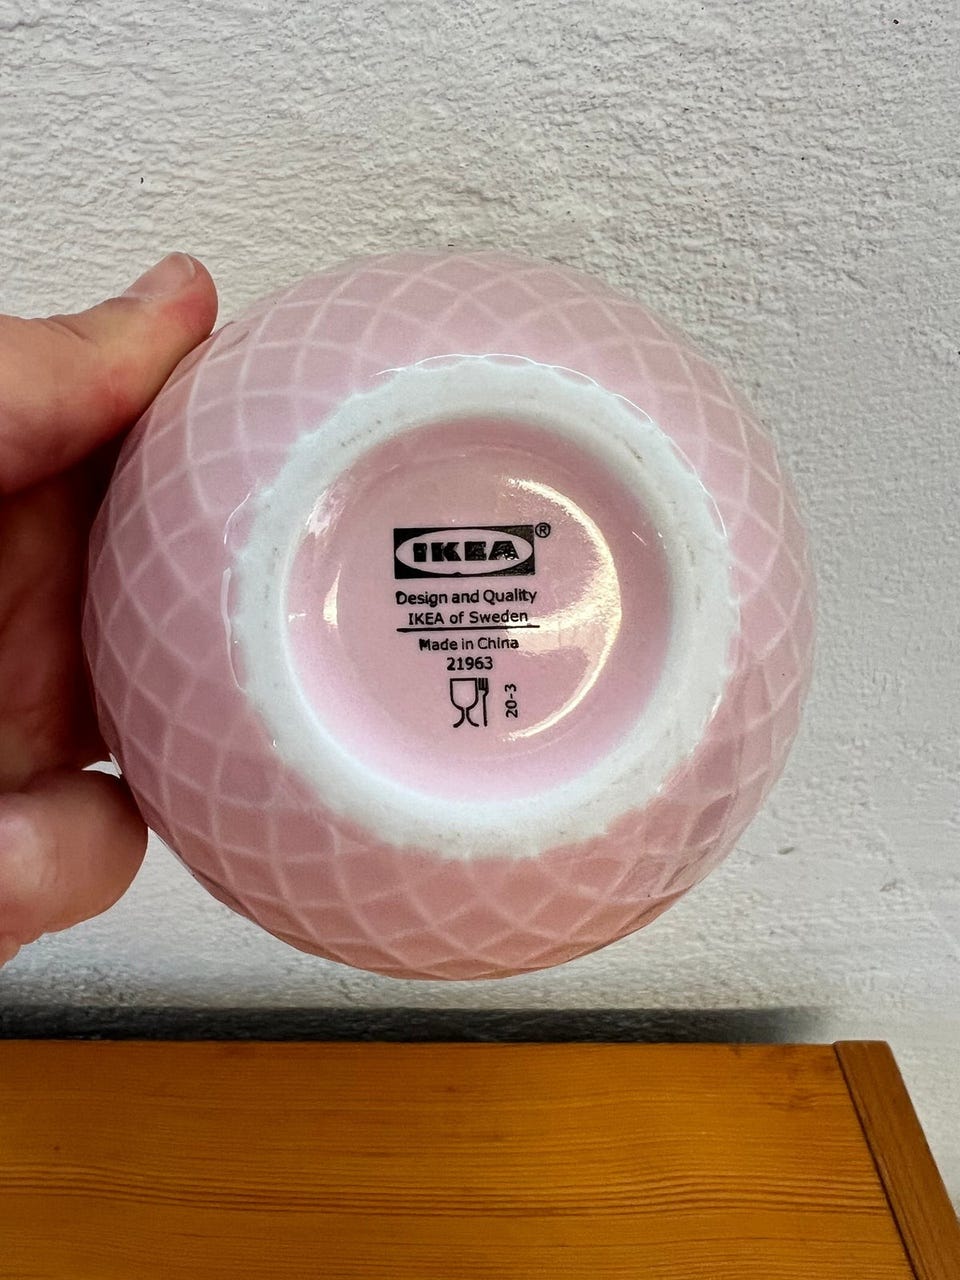 IKEA®
Design and Quality
IKEA of Sweden
Made in China
21963
20-3